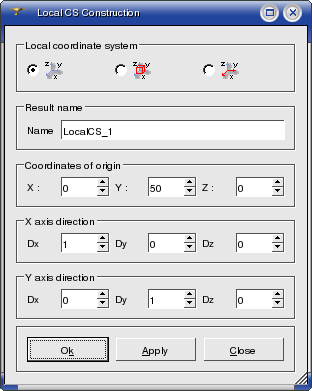 Local CS Construction
Local coordinate system
z y x z y x z y x
Result name
Name LocalCS_1
Coordinates of origin
X : 0 Y : 50 Z : 0
X axis direction
Dx 1 Dy 0 Dz 0
Y axis direction
Dx 0 Dy 1 Dz 0
Ok Apply Close